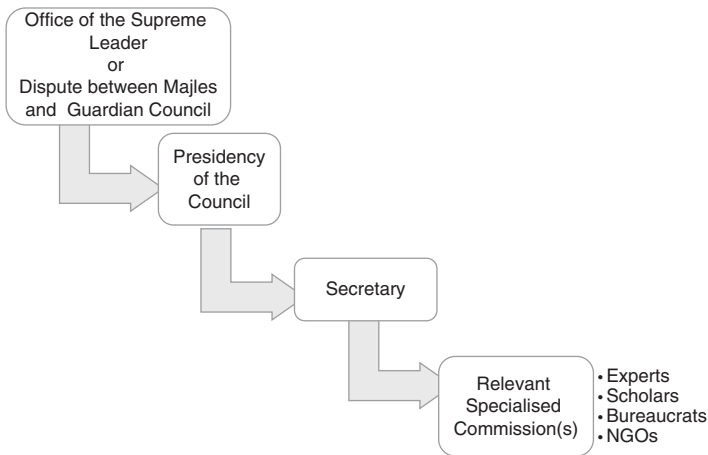 Office of the Supreme
Leader
or
Dispute between Majles
and Guardian Council
Presidency
of the
Council
Secretary
Relevant
Specialised
Commission(s)
• Experts
• Scholars
• Bureaucrats
• NGOs